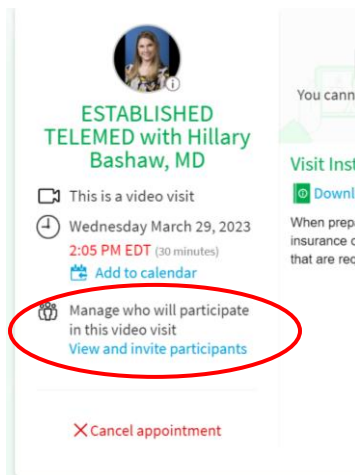 ESTABLISHED
TELEMED with Hillary
Bashaw, MD
This is a video visit
Wednesday March 29, 2023
2:05 PM EDT (30 minutes)
Add to calendar
Manage who will participate
in this video visit
View and invite participants
Cancel appointment
You cann
Visit Inst
Downl
When prep
insurance
that are